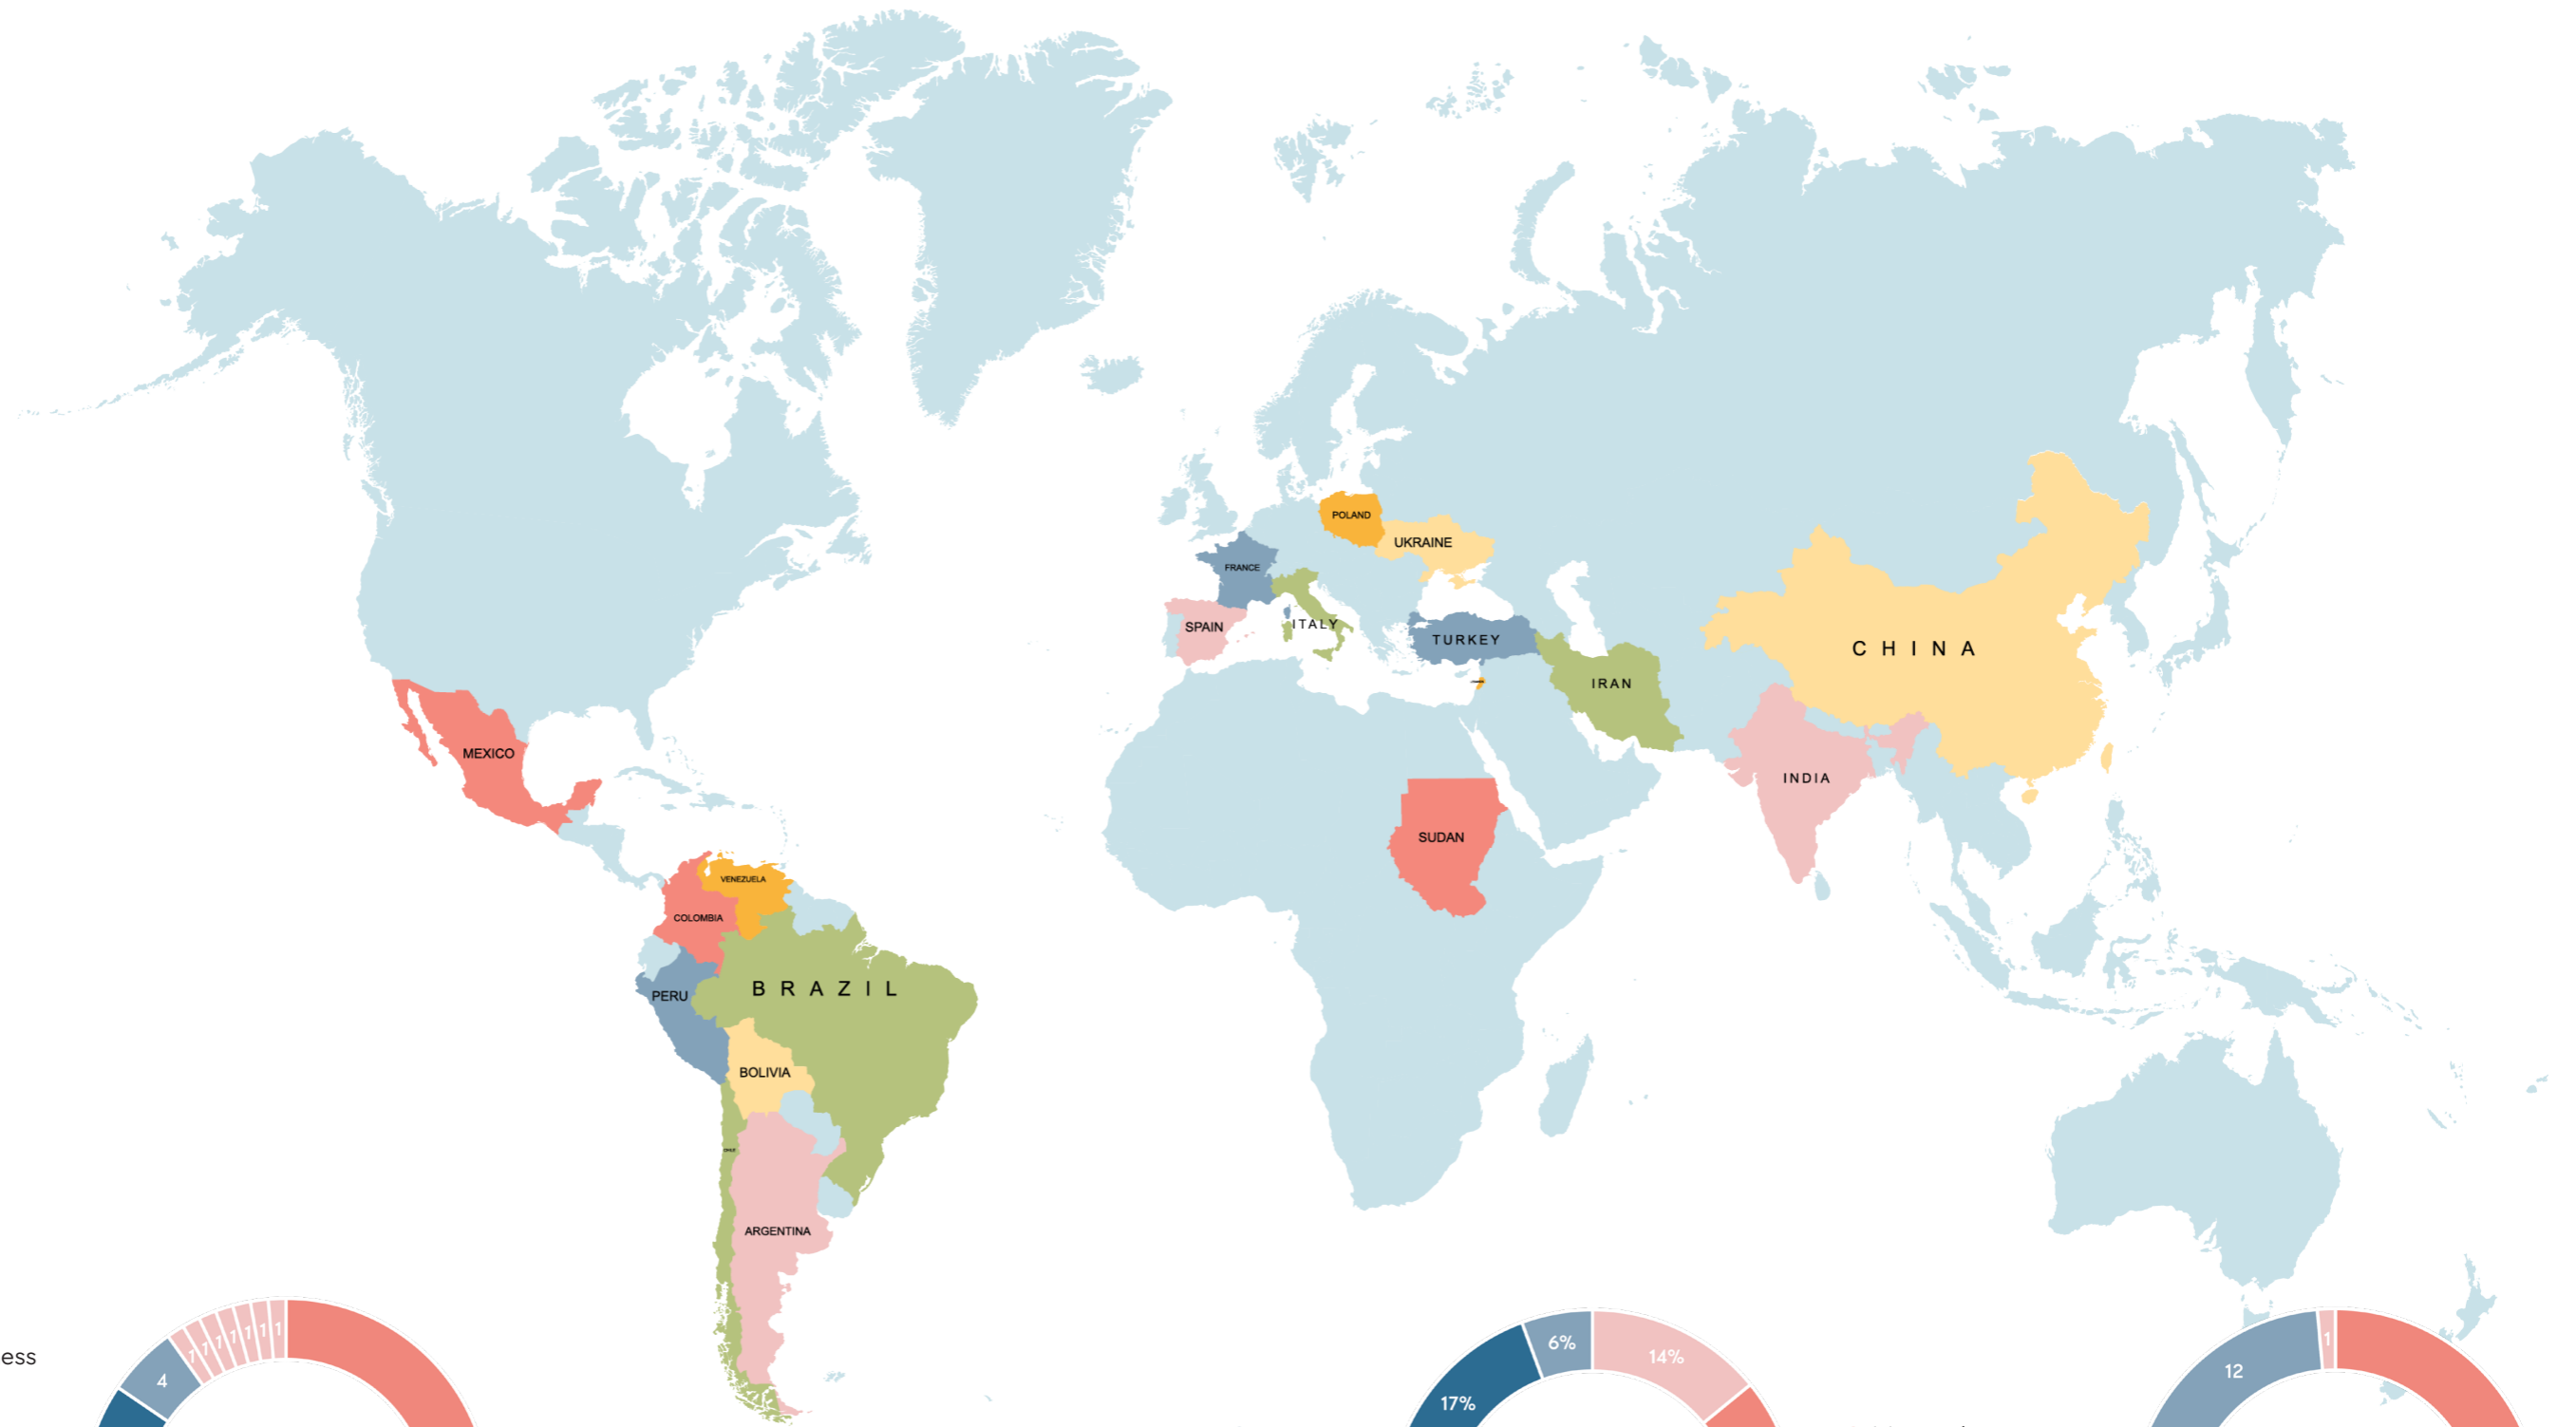 POLAND
UKRAINE
FRANCE
SPAIN
ITALY
TURKEY
IRAN
CHINA
MEXICO
INDIA
SUDAN
VENEZUELA
COLOMBIA
BRAZIL
PERU
BOLIVIA
CHILE
ARGENTINA
ess
4
1
1
1
1
1
1
1
17%
6%
14%
12
1